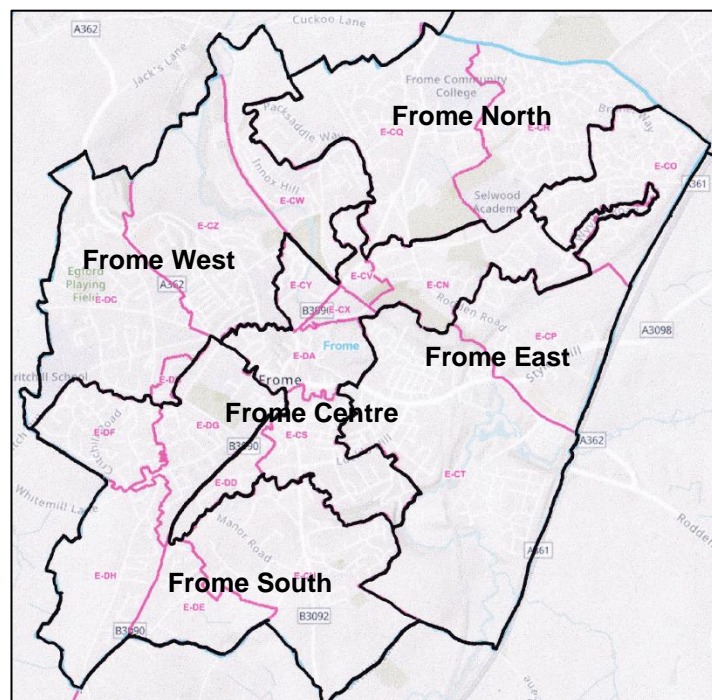 Cuckoo Lane
A362
Jack's Lane
Frome Community
College
Packsaddle Way
Frome North
E-CQ
E-CR
E-CO
A361
Innox Hill
E-CW
Selwood
Academy
E-CZ
Frome West
Egford
Playing
Field
E-DC
A362
E-CY
E-CV
E-CX
E-CN
Rodden Road
E-CP
A3098
E-DA
Frome
Frome East
Frome
Frome Centre
E-DF
E-DG
B3090
E-CS
E-DD
E-CT
A362
Whitemill Lane
Manor Road
Rodden
A361
E-DH
Frome South
E-DE
B3092
B3090